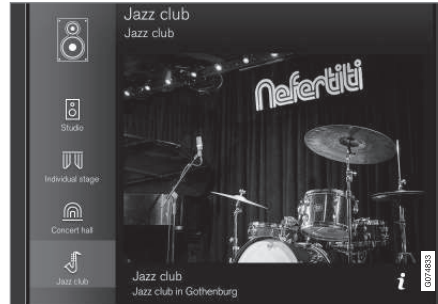 Jazz club
Jazz club
Nefertiti
Studio
Individual stage
Concert hall
Jazz club
Jazz club
Jazz club in Gothenburg
i
G074833